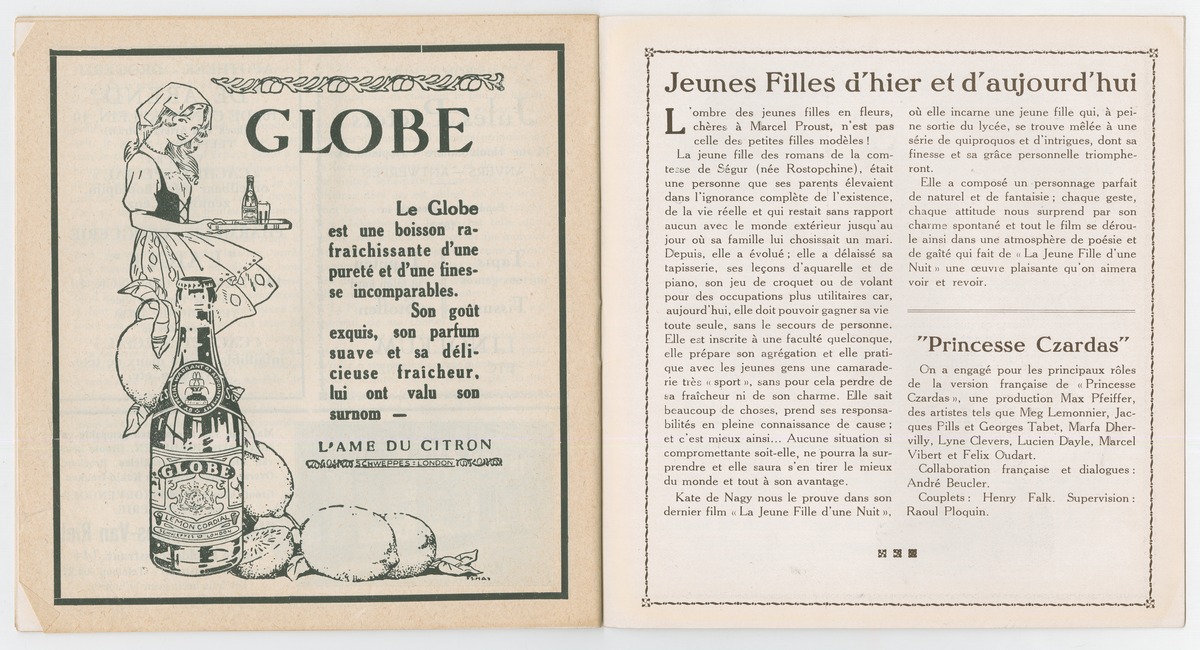 GLOBE
Le Globe
est une boisson ra-
fraîchissante d'une
pureté et d'une fines-
se incomparables.
Son goût
exquis, son parfum
suave et sa déli-
cieuse fraicheur,
lui ont valu son
surnom —
L'AME DU CITRON
SCHWEPPES : LONDON
GLOBE
LEMON CORDIAL
SCHWEPPES LD LONDON
Jeunes Filles d'hier et d'aujourd'hui
L'ombre des jeunes filles en fleurs,
chères à Marcel Proust, n'est pas
celle des petites filles modèles !
La jeune fille des romans de la com-
tesse de Ségur (née Rostopchine), était
une personne que ses parents élevaient
dans l'ignorance complète de l'existence,
de la vie réelle et qui restait sans rapport
aucun avec le monde extérieur jusqu'au
jour où sa famille lui chosissait un mari.
Depuis, elle a évolué ; elle a délaissé sa
tapisserie, ses leçons d'aquarelle et de
piano, son jeu de croquet ou de volant
pour des occupations plus utilitaires car,
aujourd'hui, elle doit pouvoir gagner sa vie
toute seule, sans le secours de personne.
Elle est inscrite à une faculté quelconque,
elle prépare son agrégation et elle prati-
que avec les jeunes gens une camarade-
rie très « sport », sans pour cela perdre de
sa fraîcheur ni de son charme. Elle sait
beaucoup de choses, prend ses responsa-
bilités en pleine connaissance de cause ;
et c'est mieux ainsi... Aucune situation si
compromettante soit-elle, ne pourra la sur-
prendre et elle saura s'en tirer le mieux
du monde et tout à son avantage.
Kate de Nagy nous le prouve dans son
dernier film « La Jeune Fille d'une Nuit »,
où elle incarne une jeune fille qui, à pei-
ne sortie du lycée, se trouve mêlée à une
série de quiproquos et d'intrigues, dont sa
finesse et sa grâce personnelle triomphe-
ront.
Elle a composé un personnage parfait
de naturel et de fantaisie ; chaque geste,
chaque attitude nous surprend par son
charme spontané et tout le film se dérou-
le ainsi dans une atmosphère de poésie et
de gaîté qui fait de « La Jeune Fille d'une
Nuit » une œuvre plaisante qu'on aimera
voir et revoir.
"Princesse Czardas"
On a engagé pour les principaux rôles
de la version française de « Princesse
Czardas », une production Max Pfeiffer,
des artistes tels que Meg Lemonnier, Jac-
ques Pills et Georges Tabet, Marfa Dher-
villy, Lyne Clevers, Lucien Dayle, Marcel
Vibert et Felix Oudart.
Collaboration française et dialogues :
André Beucler.
Couplets : Henry Falk. Supervision :
Raoul Ploquin.